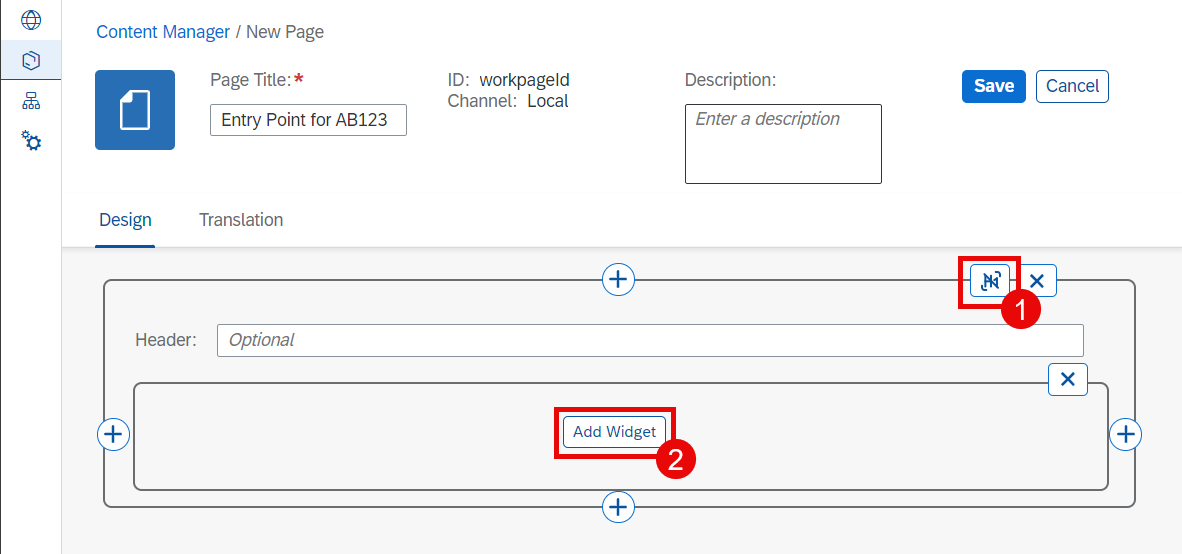 Content Manager / New Page
Page Title:*
Entry Point for AB123
ID: workpageId
Channel: Local
Description:
Enter a description
Save
Cancel
Design
Translation
1
Header:
Optional
Add Widget
2